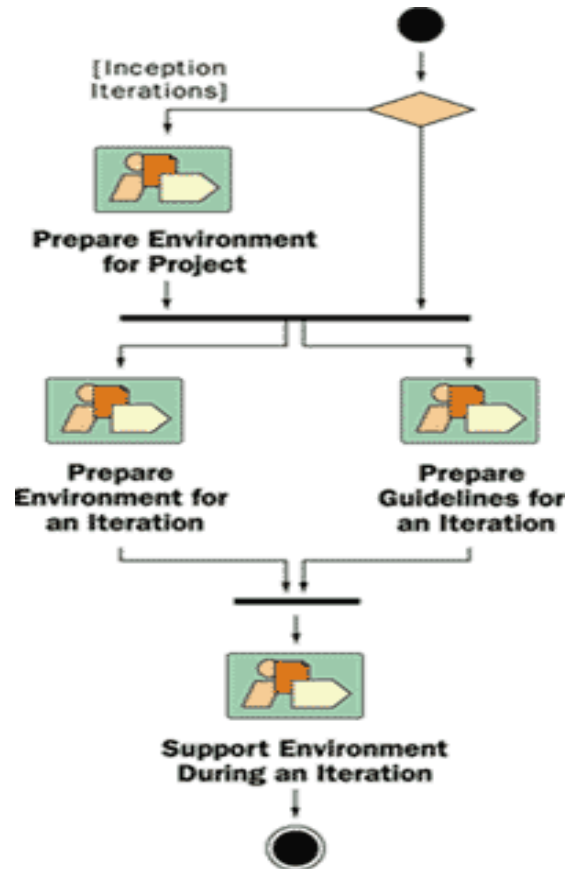 [Inception
Iterations]
Prepare Environment
for Project
Prepare
Environment for
an Iteration
Prepare
Guidelines for
an Iteration
Support Environment
During an Iteration